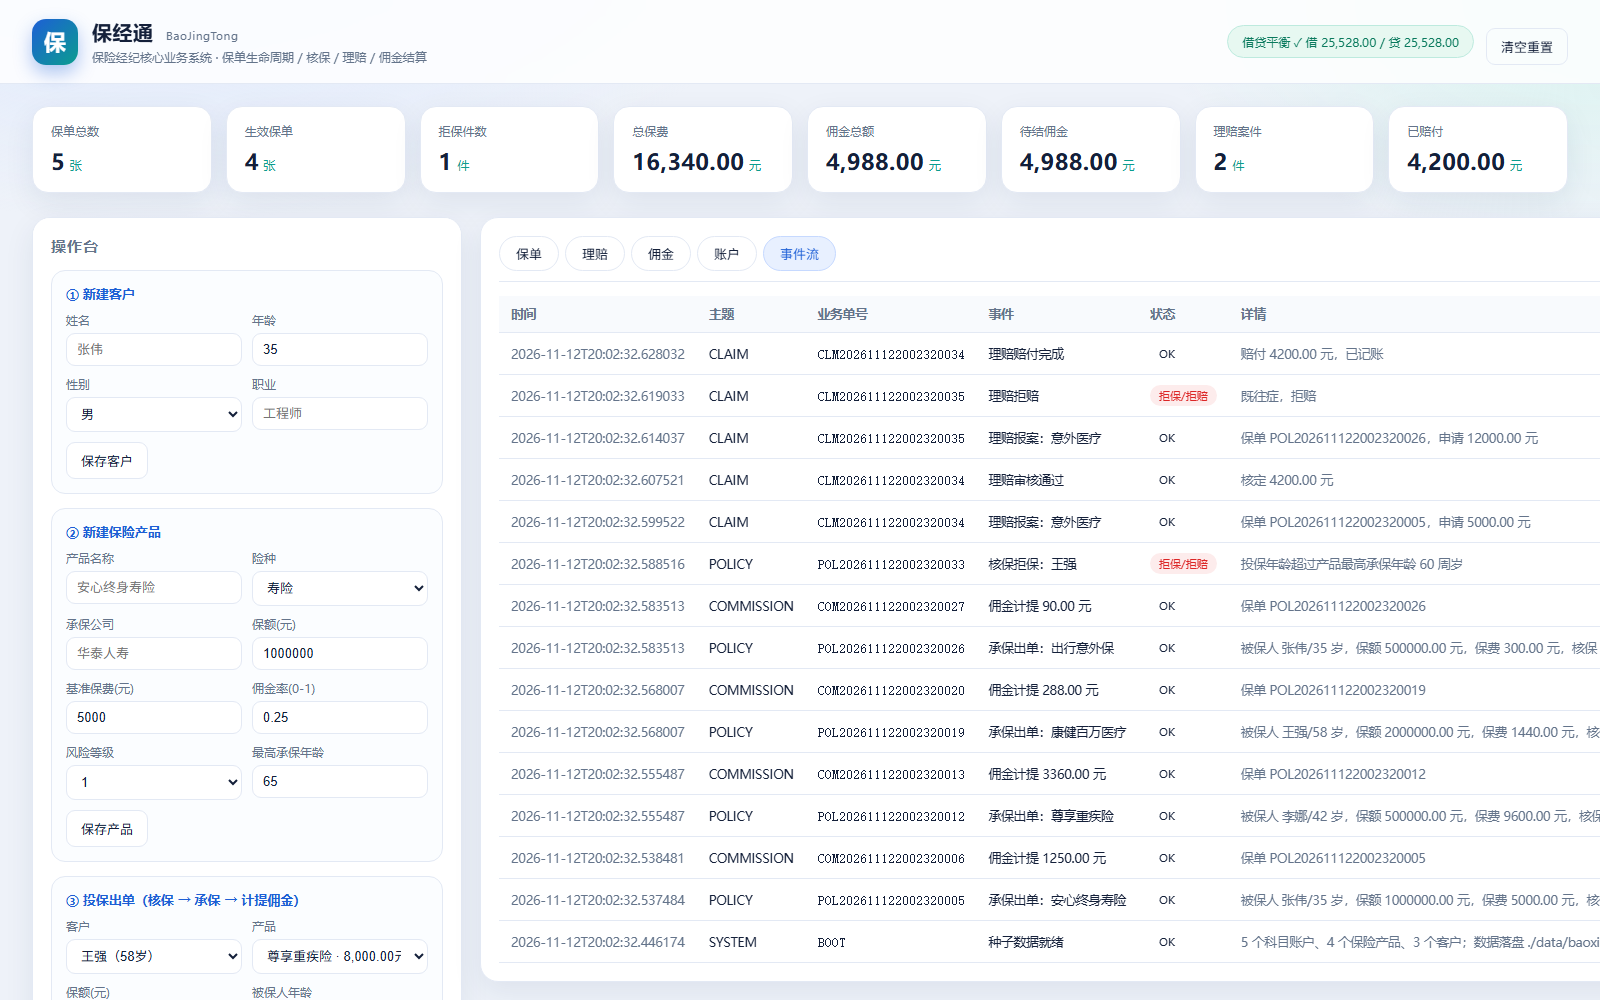 保
保经通 BaoJingTong
保险经纪核心业务系统 · 保单生命周期 / 核保 / 理赔 / 佣金结算
借贷平衡 ✓ 借 25,528.00 / 贷 25,528.00
清空重置
保单总数
5 张
生效保单
4 张
拒保件数
1 件
总保费
16,340.00 元
佣金总额
4,988.00 元
待结佣金
4,988.00 元
理赔案件
2 件
已赔付
4,200.00 元
操作台
① 新建客户
姓名 年龄
张伟 35
性别 职业
男 工程师
保存客户
② 新建保险产品
产品名称 险种
安心终身寿险 寿险
承保公司 保额(元)
华泰人寿 1000000
基准保费(元) 佣金率(0-1)
5000 0.25
风险等级 最高承保年龄
1 65
保存产品
③ 投保出单（核保 → 承保 → 计提佣金）
客户 产品
王强（58岁） 尊享重疾险 · 8,000.00元
保额(元) 被保人年龄
保单 理赔 佣金 账户 事件流
时间 主题 业务单号 事件 状态 详情
2026-11-12T20:02:32.628032 CLAIM CLM202611122002320034 理赔赔付完成 OK 赔付 4200.00 元，已记账
2026-11-12T20:02:32.619033 CLAIM CLM202611122002320035 理赔拒赔 拒保/拒赔 既往症，拒赔
2026-11-12T20:02:32.614037 CLAIM CLM202611122002320035 理赔报案：意外医疗 OK 保单 POL202611122002320026，申请 12000.00 元
2026-11-12T20:02:32.607521 CLAIM CLM202611122002320034 理赔审核通过 OK 核定 4200.00 元
2026-11-12T20:02:32.599522 CLAIM CLM202611122002320034 理赔报案：意外医疗 OK 保单 POL202611122002320005，申请 5000.00 元
2026-11-12T20:02:32.588516 POLICY POL202611122002320033 核保拒保：王强 拒保/拒赔 投保年龄超过产品最高承保年龄 60 周岁
2026-11-12T20:02:32.583513 COMMISSION COM202611122002320027 佣金计提 90.00 元 OK 保单 POL202611122002320026
2026-11-12T20:02:32.583513 POLICY POL202611122002320026 承保出单：出行意外保 OK 被保人 张伟/35 岁，保额 500000.00 元，保费 300.00 元，核保
2026-11-12T20:02:32.568007 COMMISSION COM202611122002320020 佣金计提 288.00 元 OK 保单 POL202611122002320019
2026-11-12T20:02:32.568007 POLICY POL202611122002320019 承保出单：康健百万医疗 OK 被保人 王强/58 岁，保额 2000000.00 元，保费 1440.00 元，核
2026-11-12T20:02:32.555487 COMMISSION COM202611122002320013 佣金计提 3360.00 元 OK 保单 POL202611122002320012
2026-11-12T20:02:32.555487 POLICY POL202611122002320012 承保出单：尊享重疾险 OK 被保人 李娜/42 岁，保额 500000.00 元，保费 9600.00 元，核保
2026-11-12T20:02:32.538481 COMMISSION COM202611122002320006 佣金计提 1250.00 元 OK 保单 POL202611122002320005
2026-11-12T20:02:32.537484 POLICY POL202611122002320005 承保出单：安心终身寿险 OK 被保人 张伟/35 岁，保额 1000000.00 元，保费 5000.00 元，核
2026-11-12T20:02:32.446174 SYSTEM BOOT 种子数据就绪 OK 5 个科目账户、4 个保险产品、3 个客户；数据落盘 ./data/baoxi